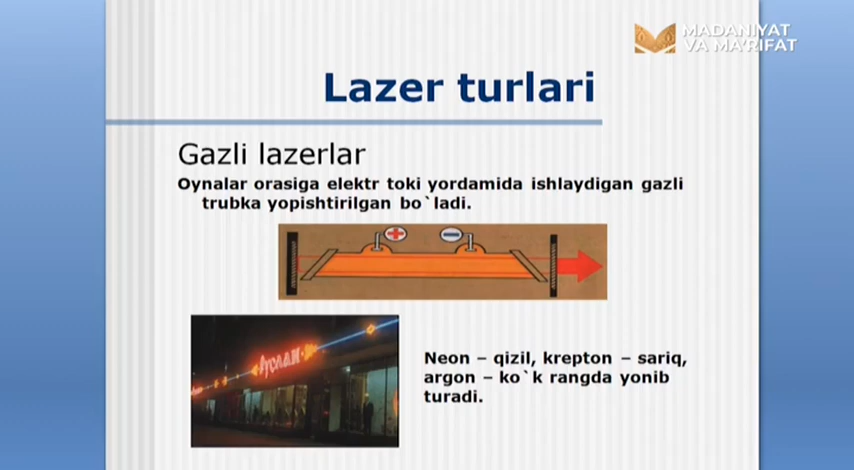 MADANIYAT
VA MA'RIFAT
Lazer turlari
Gazli lazerlar
Oynalar orasiga elektr toki yordamida ishlaydigan gazli
trubka yopishtirilgan bo`ladi.
+ −
Neon – qizil, krepton – sariq,
argon – ko`k rangda yonib
turadi.